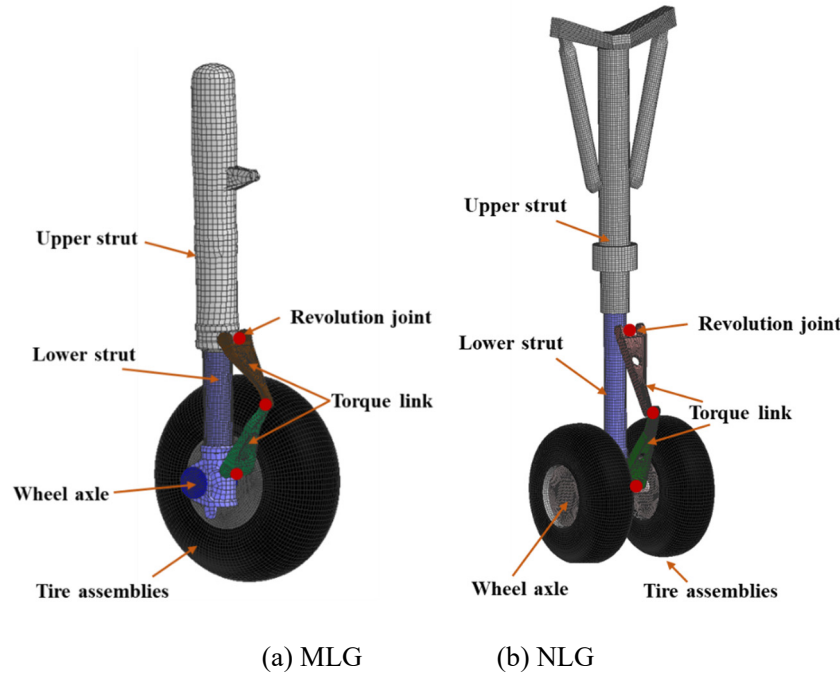 Upper strut
Revolution joint
Lower strut
Torque link
Wheel axle
Tire assemblies
Upper strut
Revolution joint
Lower strut
Torque link
Wheel axle
Tire assemblies
(a) MLG
(b) NLG